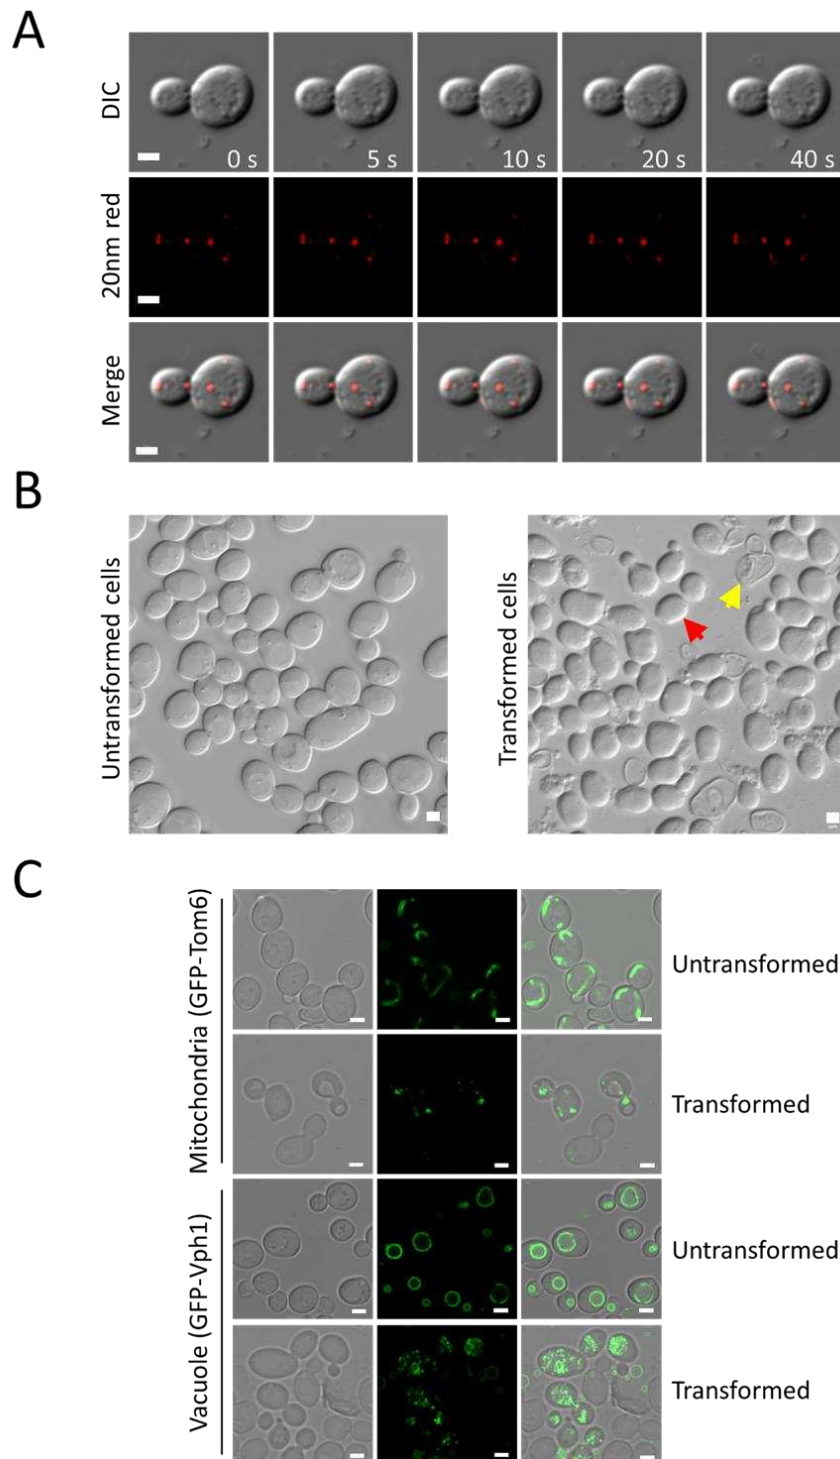 A
DIC
0 s
5 s
10 s
20 s
40 s
20nm red
Merge
B
Untransformed cells
Transformed cells
C
Mitochondria (GFP-Tom6)
Untransformed
Transformed
Vacuole (GFP-Vph1)
Untransformed
Transformed